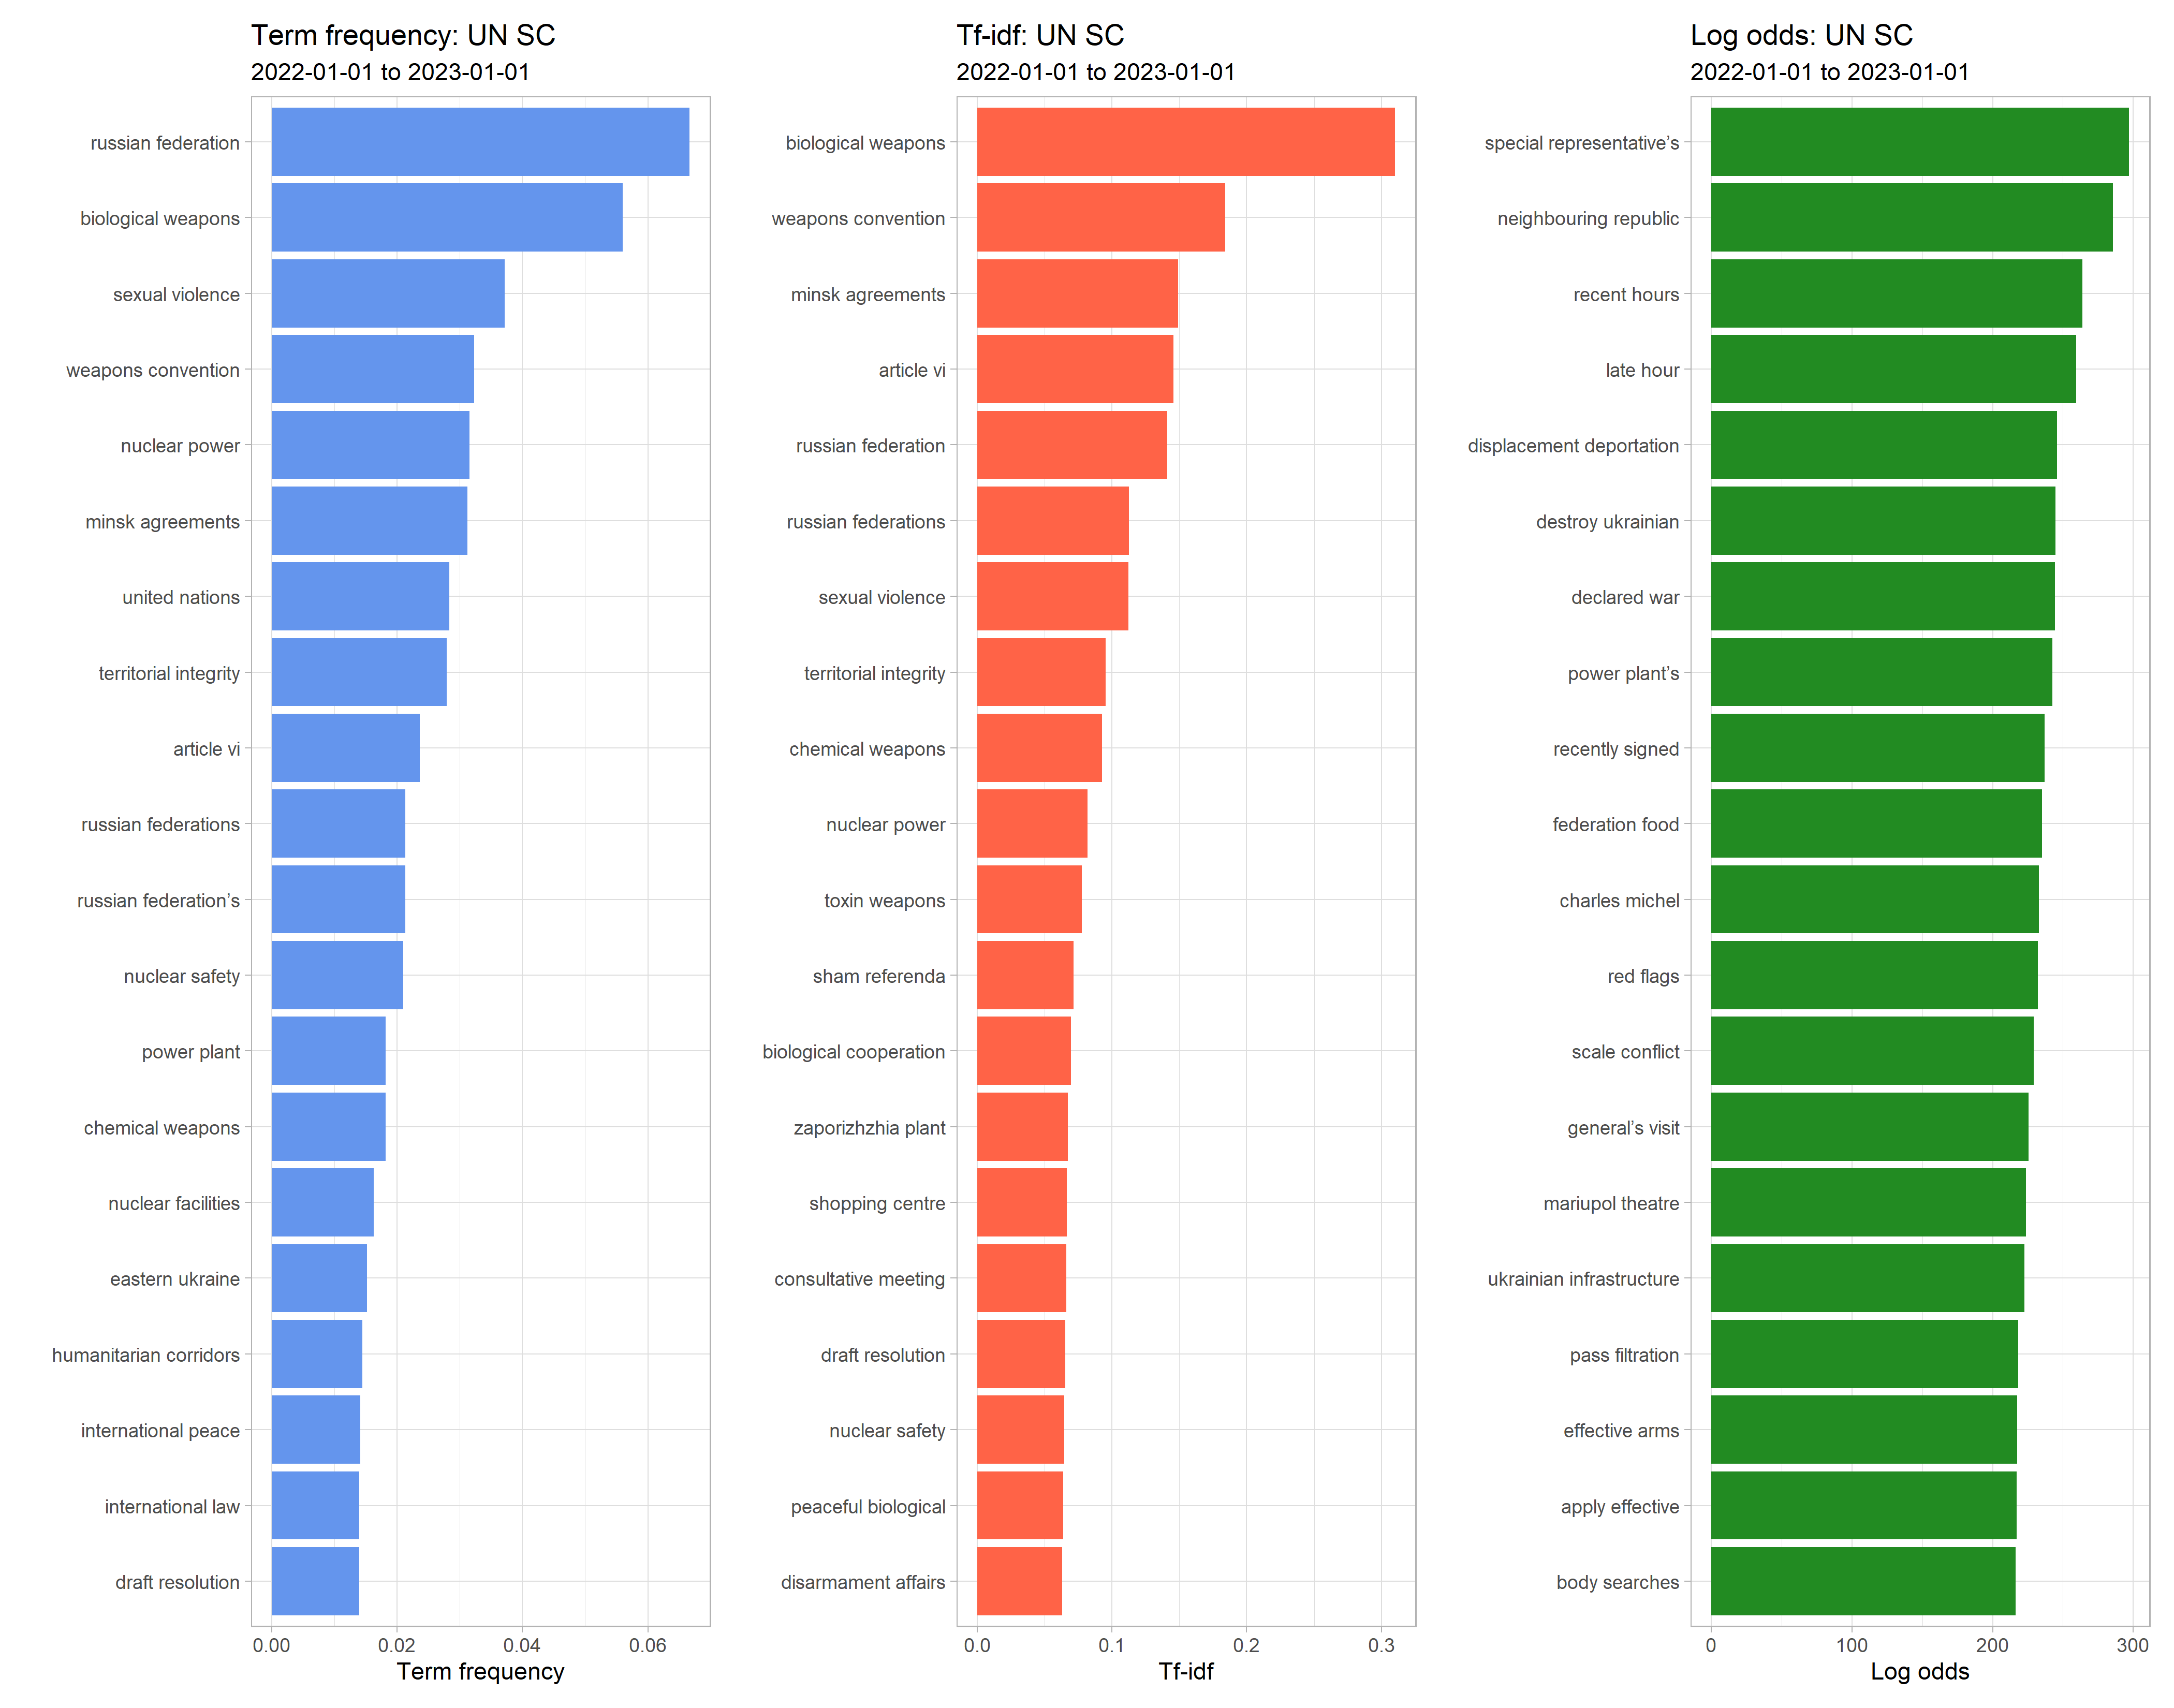 Term frequency: UN SC
2022-01-01 to 2023-01-01
russian federation
biological weapons
sexual violence
weapons convention
nuclear power
minsk agreements
united nations
territorial integrity
article vi
russian federations
russian federation’s
nuclear safety
power plant
chemical weapons
nuclear facilities
eastern ukraine
humanitarian corridors
international peace
international law
draft resolution
0.00 0.02 0.04 0.06
Term frequency
Tf-idf: UN SC
2022-01-01 to 2023-01-01
biological weapons
weapons convention
minsk agreements
article vi
russian federation
russian federations
sexual violence
territorial integrity
chemical weapons
nuclear power
toxin weapons
sham referenda
biological cooperation
zaporizhzhia plant
shopping centre
consultative meeting
draft resolution
nuclear safety
peaceful biological
disarmament affairs
0.0 0.1 0.2 0.3
Tf-idf
Log odds: UN SC
2022-01-01 to 2023-01-01
special representative’s
neighbouring republic
recent hours
late hour
displacement deportation
destroy ukrainian
declared war
power plant’s
recently signed
federation food
charles michel
red flags
scale conflict
general’s visit
mariupol theatre
ukrainian infrastructure
pass filtration
effective arms
apply effective
body searches
0 100 200 300
Log odds